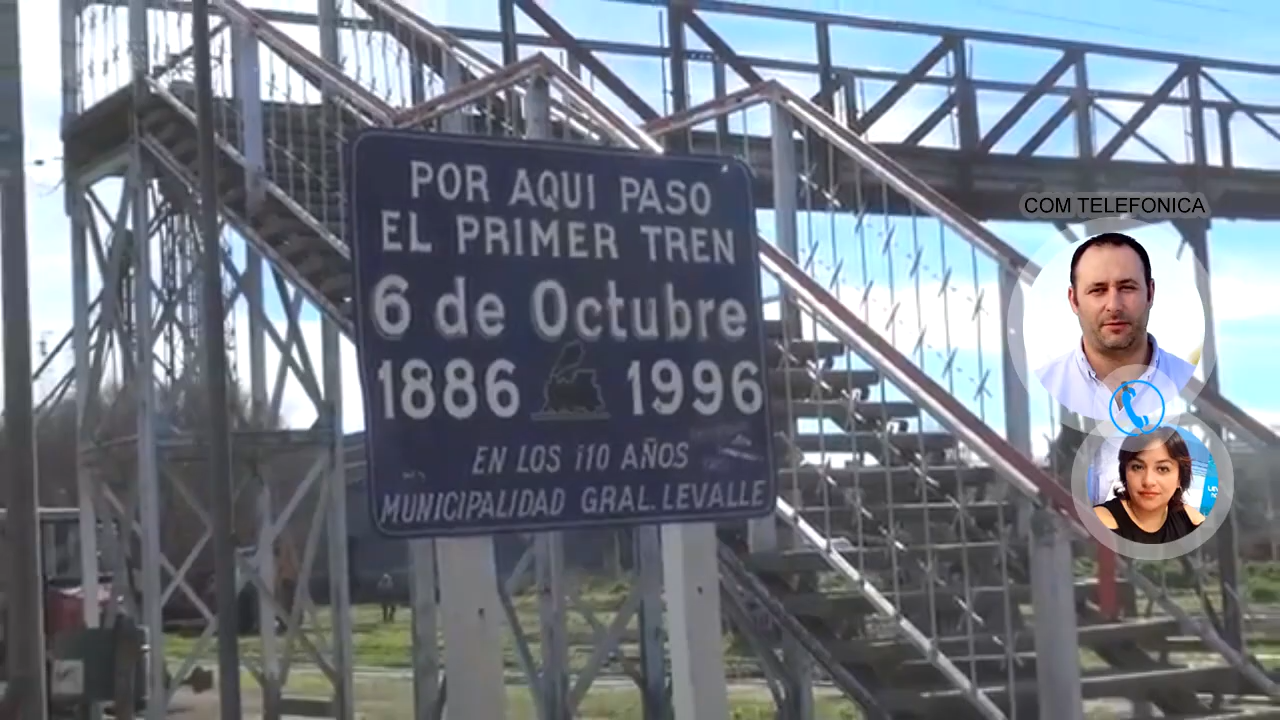 POR AQUI PASO
EL PRIMER TREN
6 de Octubre
1886 1996
EN LOS 110 AÑOS
MUNICIPALIDAD GRAL. LEVALLE
COM TELEFONICA